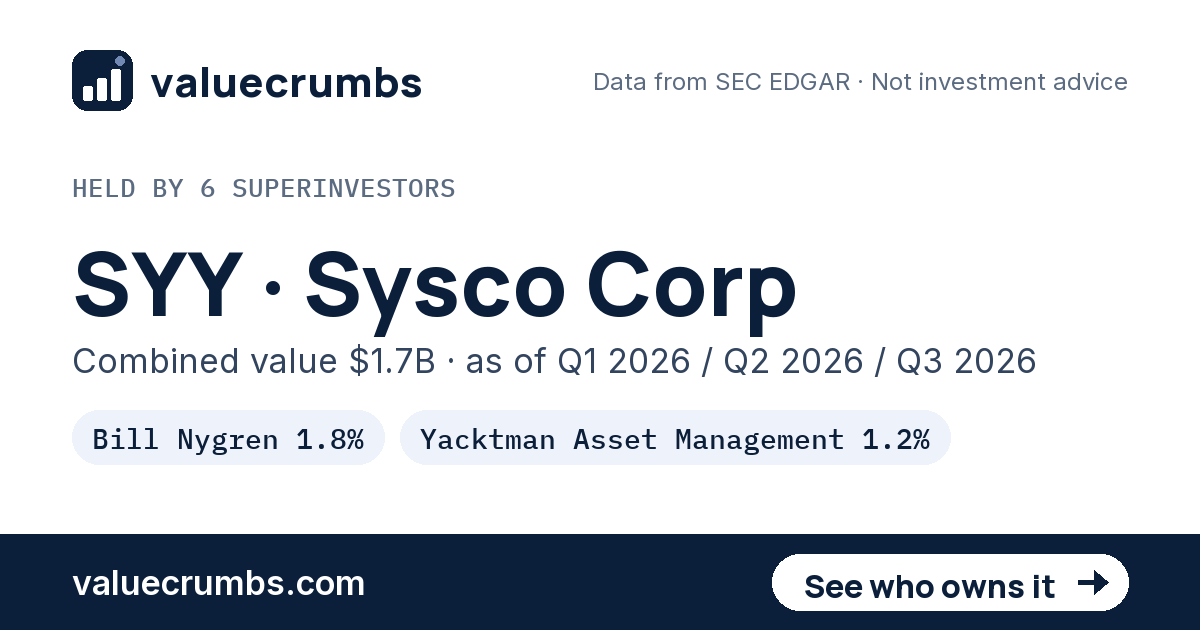 valuecrumbs
Data from SEC EDGAR · Not investment advice
HELD BY 6 SUPERINVESTORS
SYY · Sysco Corp
Combined value $1.7B · as of Q1 2026 / Q2 2026 / Q3 2026
Bill Nygren 1.8%
Yacktman Asset Management 1.2%
valuecrumbs.com
See who owns it →